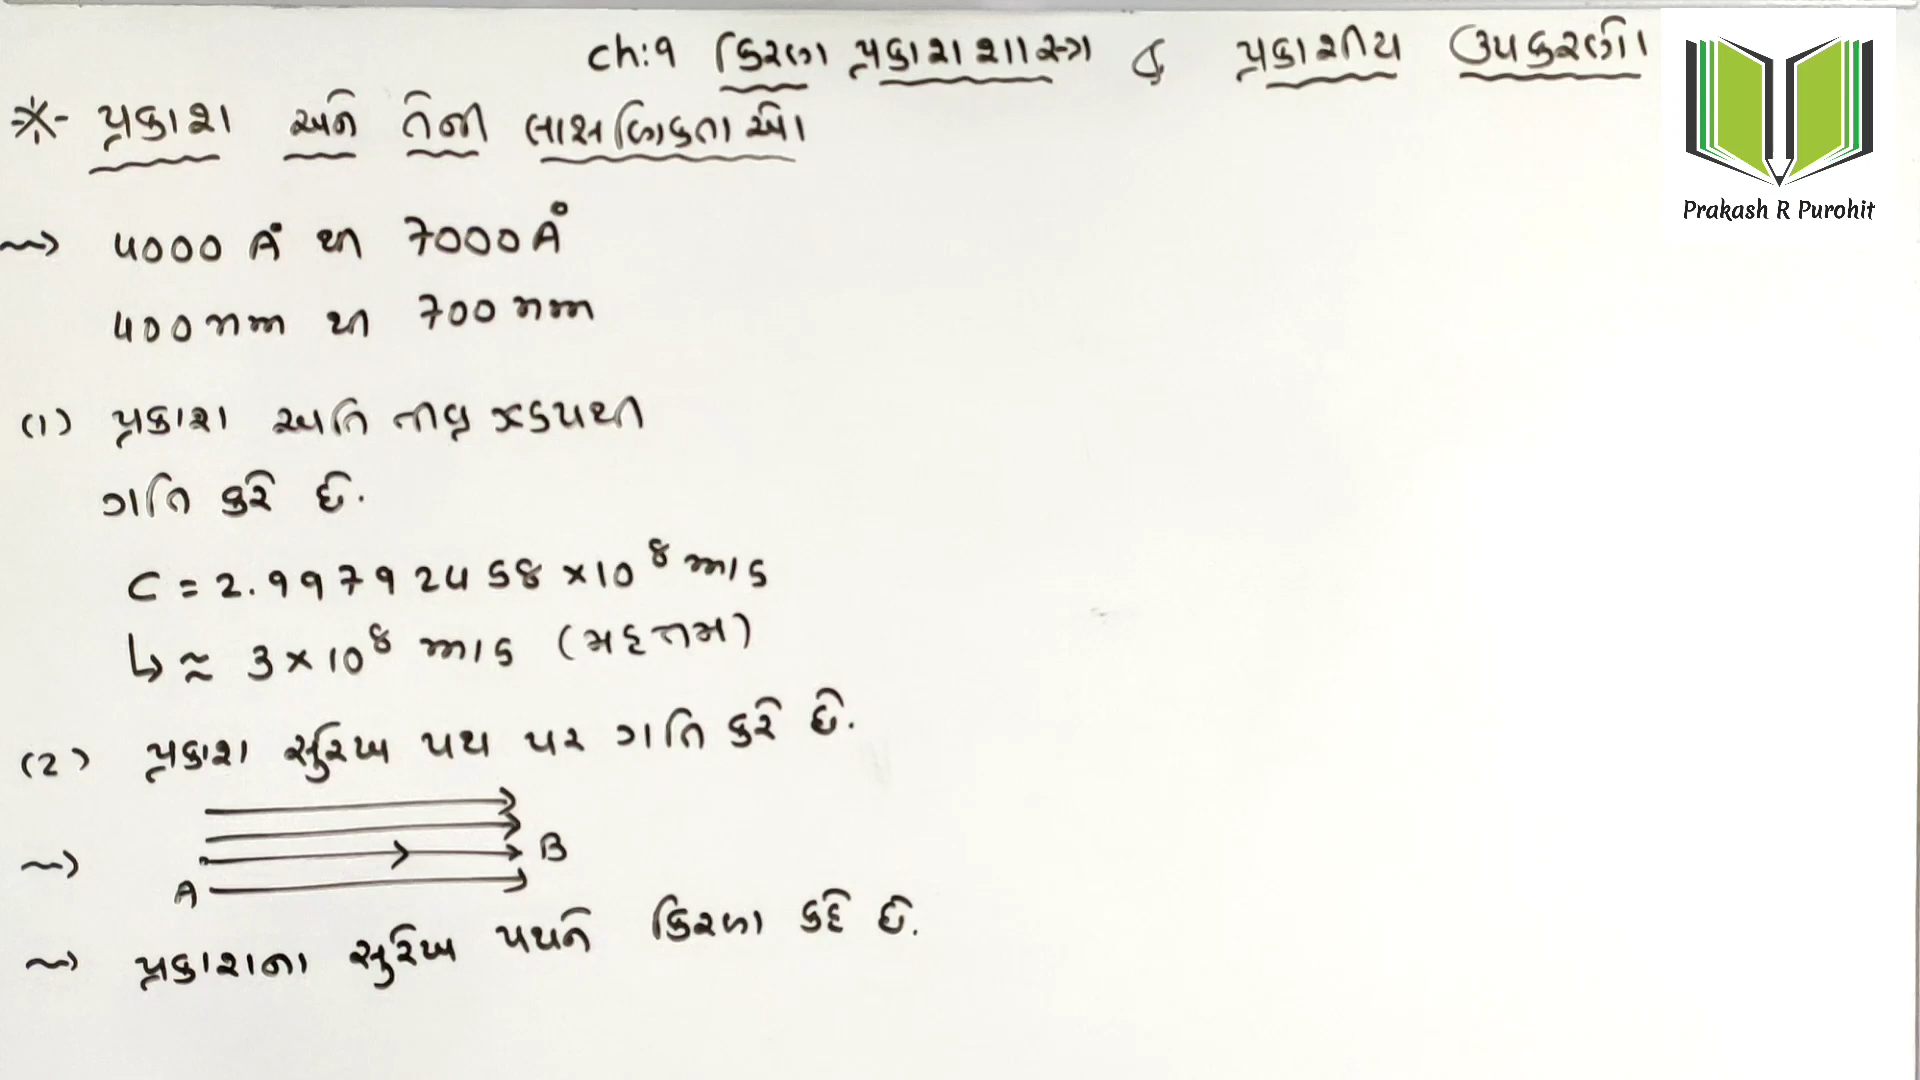 ch:9 કિરણ પ્રકાશશાસ્ત્ર & પ્રકાશીય ઉપકરણો
પ્રકાશ અને તેની લાક્ષણિકતાઓ
Prakash R Purohit
→ 4000 Å થી 7000 Å
400 nm થી 700 nm
(1) પ્રકાશ અતિ તીવ્ર ઝડપથી
ગતિ કરે છે.
C = 2.99792458 × 10⁸ m/s
↳ ≈ 3 × 10⁸ m/s (મહત્તમ)
(2) પ્રકાશ સુરેખ પથ પર ગતિ કરે છે.
→ A B
→ પ્રકાશના સુરેખ પથને કિરણ કહે છે.